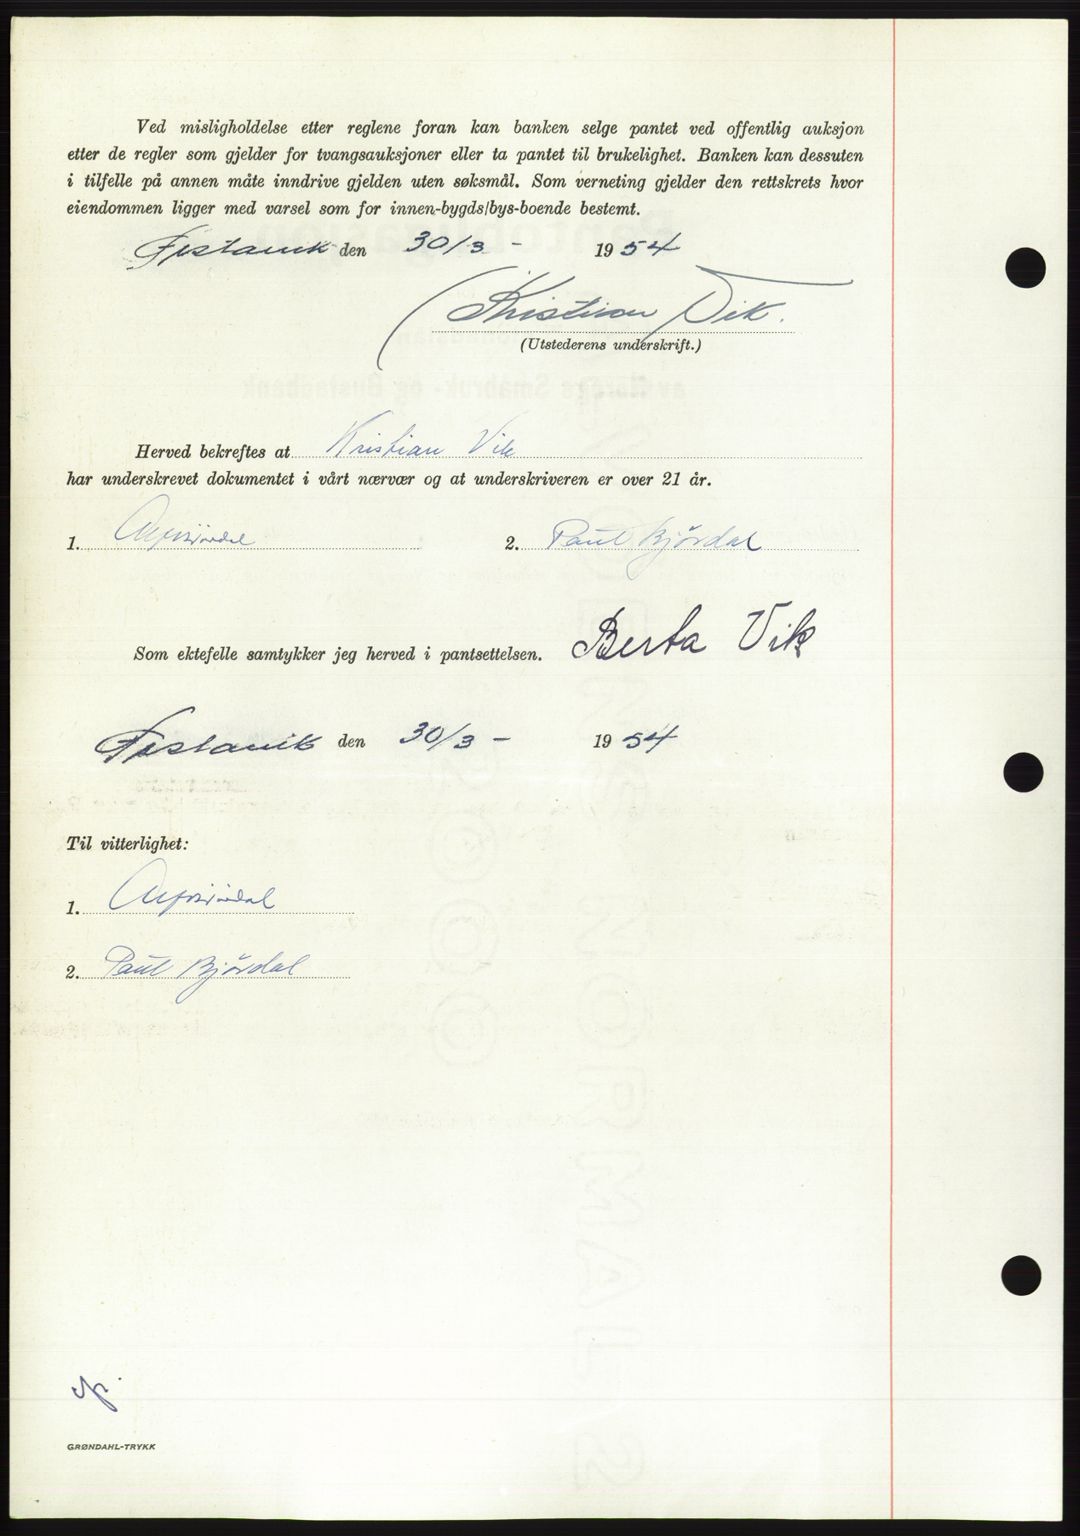 Ved misligholdelse etter reglene foran kan banken selge pantet ved offentlig auksjon
etter de regler som gjelder for tvangsauksjoner eller ta pantet til brukelighet. Banken kan dessuten
i tilfelle på annen måte inndrive gjelden uten søksmål. Som verneting gjelder den rettskrets hvor
eiendommen ligger med varsel som for innen-bygds/bys-boende bestemt.
den 30/3 - 1954
Kristian Vik.
(Utstederens underskrift.)
Herved bekreftes at Kristian Vik
har underskrevet dokumentet i vårt nærvær og at underskriveren er over 21 år.
1. 2. Paul Bjørdal
Som ektefelle samtykker jeg herved i pantsettelsen. Berta Vik
den 30/3 - 1954
Til vitterlighet:
1.
2. Paul Bjørdal
GRØNDAHL-TRYKK